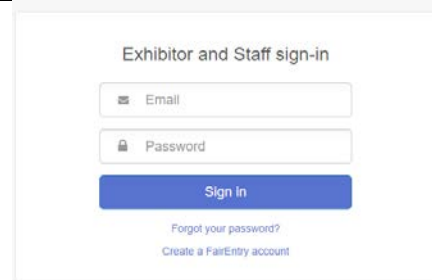 Exhibitor and Staff sign-in
Email
Password
Sign in
Forgot your password?
Create a FairEntry account